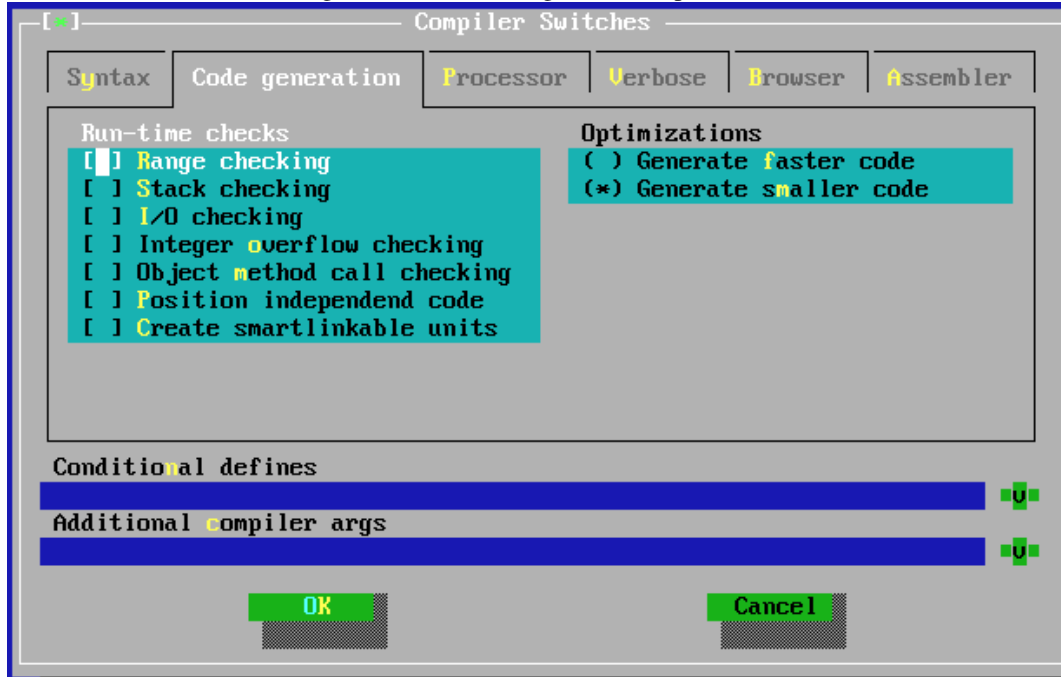 [*] Compiler Switches
Syntax Code generation Processor Verbose Browser Assembler
Run-time checks Optimizations
[ ] Range checking ( ) Generate faster code
[ ] Stack checking (*) Generate smaller code
[ ] I/O checking
[ ] Integer overflow checking
[ ] Object method call checking
[ ] Position independend code
[ ] Create smartlinkable units
Conditional defines
v
Additional compiler args
v
OK Cancel